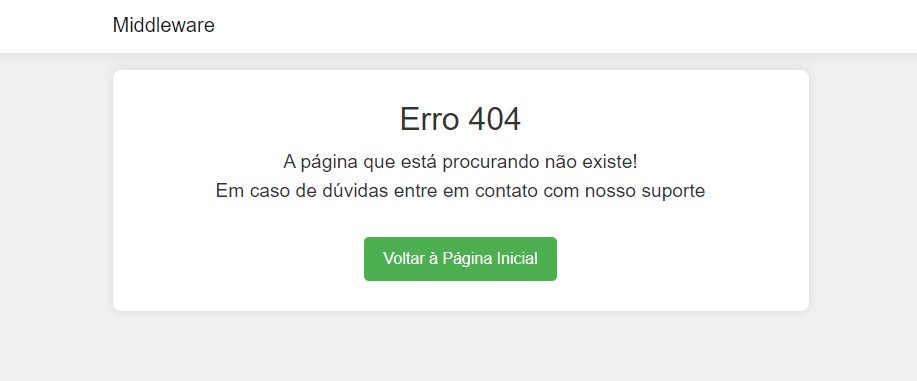 Middleware
Erro 404
A página que está procurando não existe!
Em caso de dúvidas entre em contato com nosso suporte
Voltar à Página Inicial